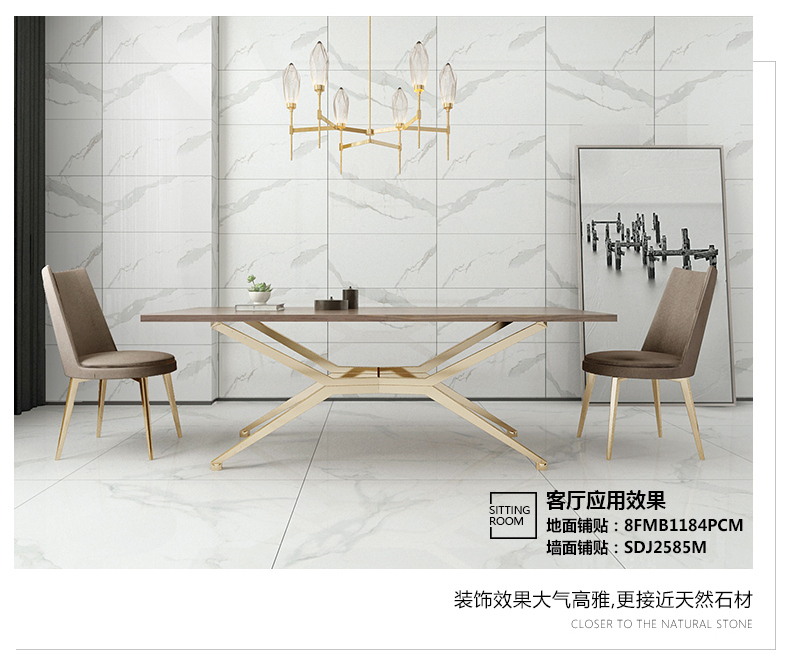 SITTING
ROOM
客厅应用效果
地面铺贴：8FMB1184PCM
墙面铺贴：SDJ2585M
装饰效果大气高雅,更接近天然石材
CLOSER TO THE NATURAL STONE